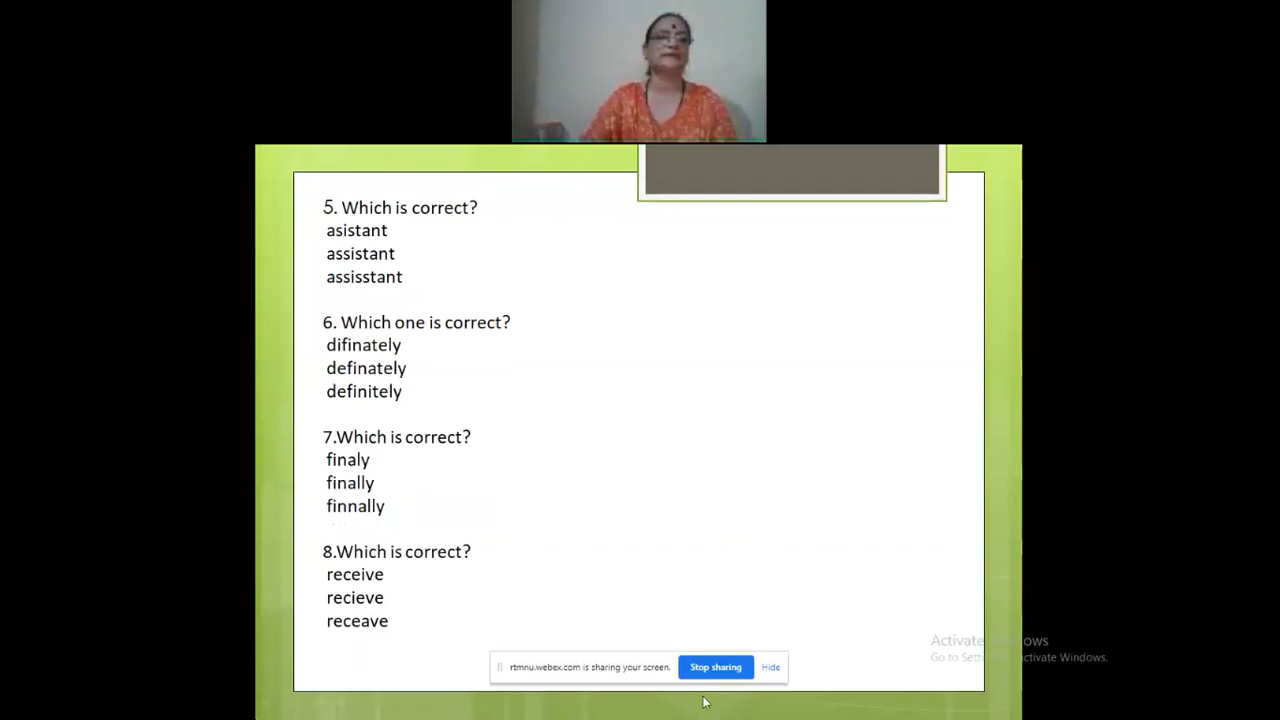 5. Which is correct?
asistant
assistant
assisstant
6. Which one is correct?
difinately
definately
definitely
7.Which is correct?
finaly
finally
finnally
8.Which is correct?
receive
recieve
receave
rtmnu.webex.com is sharing your screen. Stop sharing Hide